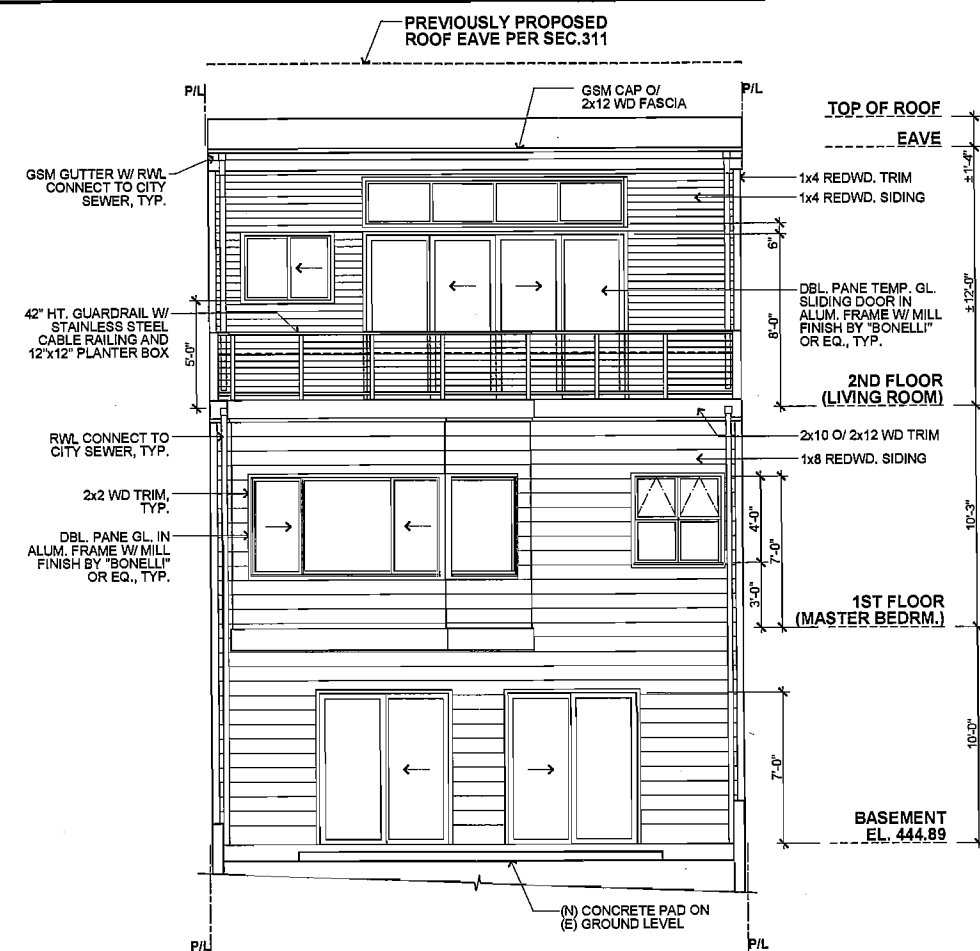 PREVIOUSLY PROPOSED
ROOF EAVE PER SEC.311
P/L
P/L
GSM CAP O/
2x12 WD FASCIA
TOP OF ROOF
EAVE
±1'-4"
GSM GUTTER W/ RWL
CONNECT TO CITY
SEWER, TYP.
1x4 REDWD. TRIM
1x4 REDWD. SIDING
6"
±12'-0"
8'-0"
DBL. PANE TEMP. GL.
SLIDING DOOR IN
ALUM. FRAME W/ MILL
FINISH BY "BONELLI"
OR EQ., TYP.
42" HT. GUARDRAIL W/
STAINLESS STEEL
CABLE RAILING AND
12"x12" PLANTER BOX
5'-0"
2ND FLOOR
(LIVING ROOM)
RWL CONNECT TO
CITY SEWER, TYP.
2x10 O/ 2x12 WD TRIM
1x8 REDWD. SIDING
2x2 WD TRIM,
TYP.
DBL. PANE GL. IN
ALUM. FRAME W/ MILL
FINISH BY "BONELLI"
OR EQ., TYP.
4'-0"
7'-0"
3'-0"
10'-3"
1ST FLOOR
(MASTER BEDRM.)
7'-0"
10'-0"
BASEMENT
EL. 444.89
(N) CONCRETE PAD ON
(E) GROUND LEVEL
P/L
P/L